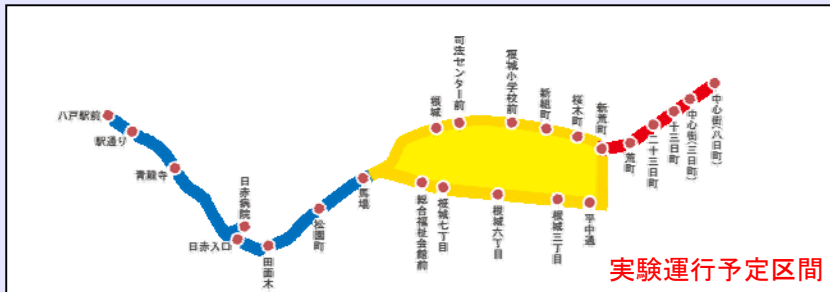 八戸駅前
駅通り
青龍寺
日赤病院
日赤入口
田面木
松園町
馬場
根城
司法センター前
根城小学校前
新組町
桜木町
新荒町
総合福祉会館前
根城七丁目
根城六丁目
根城三丁目
平中通
荒町
二十三日町
十三日町
中心街(三日町)
中心街(八日町)
実験運行予定区間